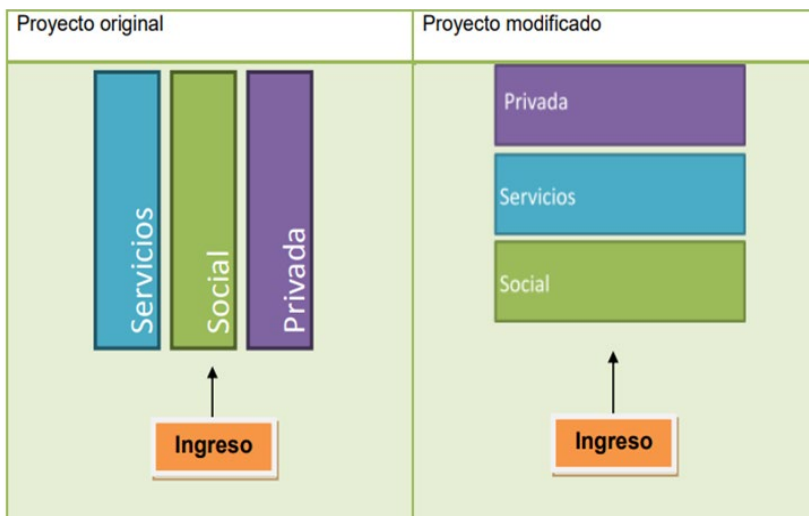 Proyecto original
Proyecto modificado
Servicios
Social
Privada
Ingreso
Privada
Servicios
Social
Ingreso